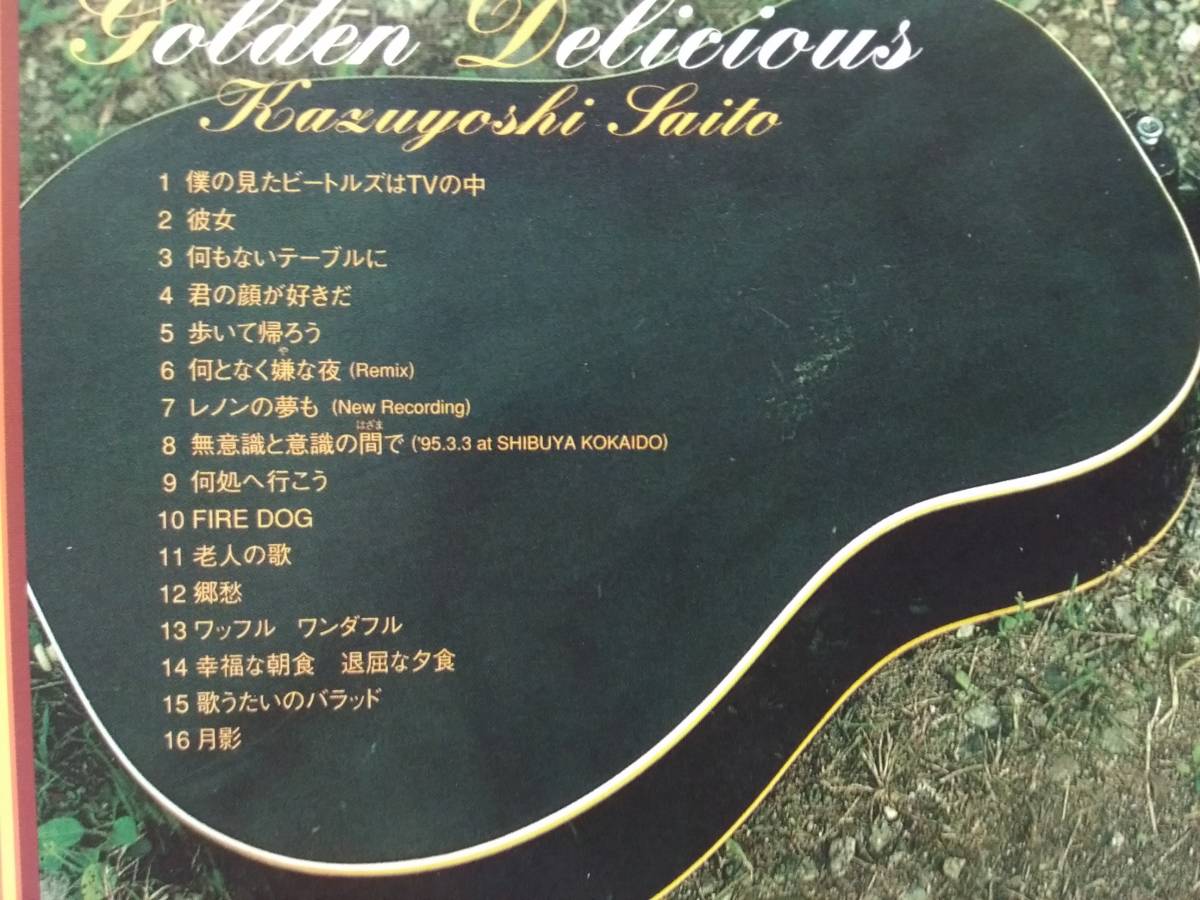 Golden Delicious
Kazuyoshi Saito
1 僕の見たビートルズはTVの中
2 彼女
3 何もないテーブルに
4 君の顔が好きだ
5 歩いて帰ろう
や
6 何となく嫌な夜 (Remix)
7 レノンの夢も (New Recording)
はざま
8 無意識と意識の間で ('95.3.3 at SHIBUYA KOKAIDO)
9 何処へ行こう
10 FIRE DOG
11 老人の歌
12 郷愁
13 ワッフル　ワンダフル
14 幸福な朝食　退屈な夕食
15 歌うたいのバラッド
16 月影